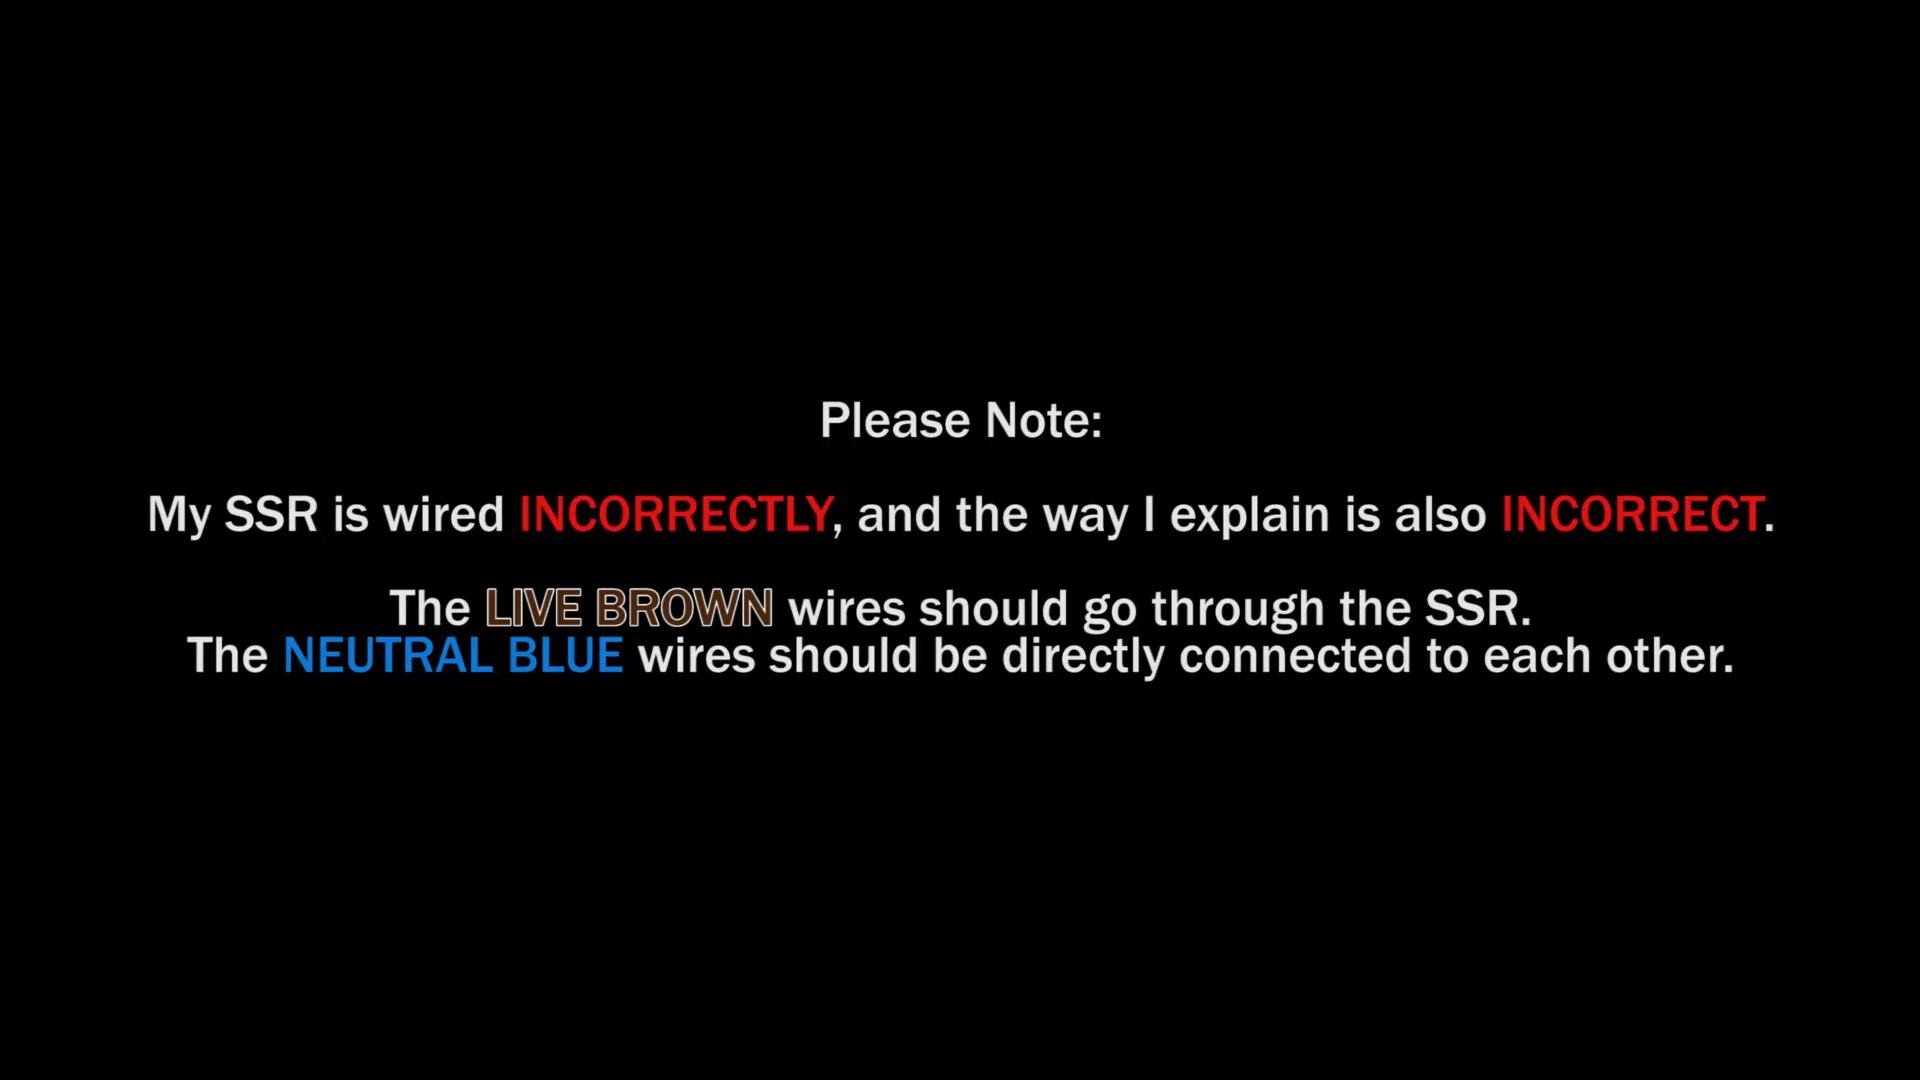 Please Note:
My SSR is wired INCORRECTLY, and the way I explain is also INCORRECT.
The LIVE BROWN wires should go through the SSR.
The NEUTRAL BLUE wires should be directly connected to each other.